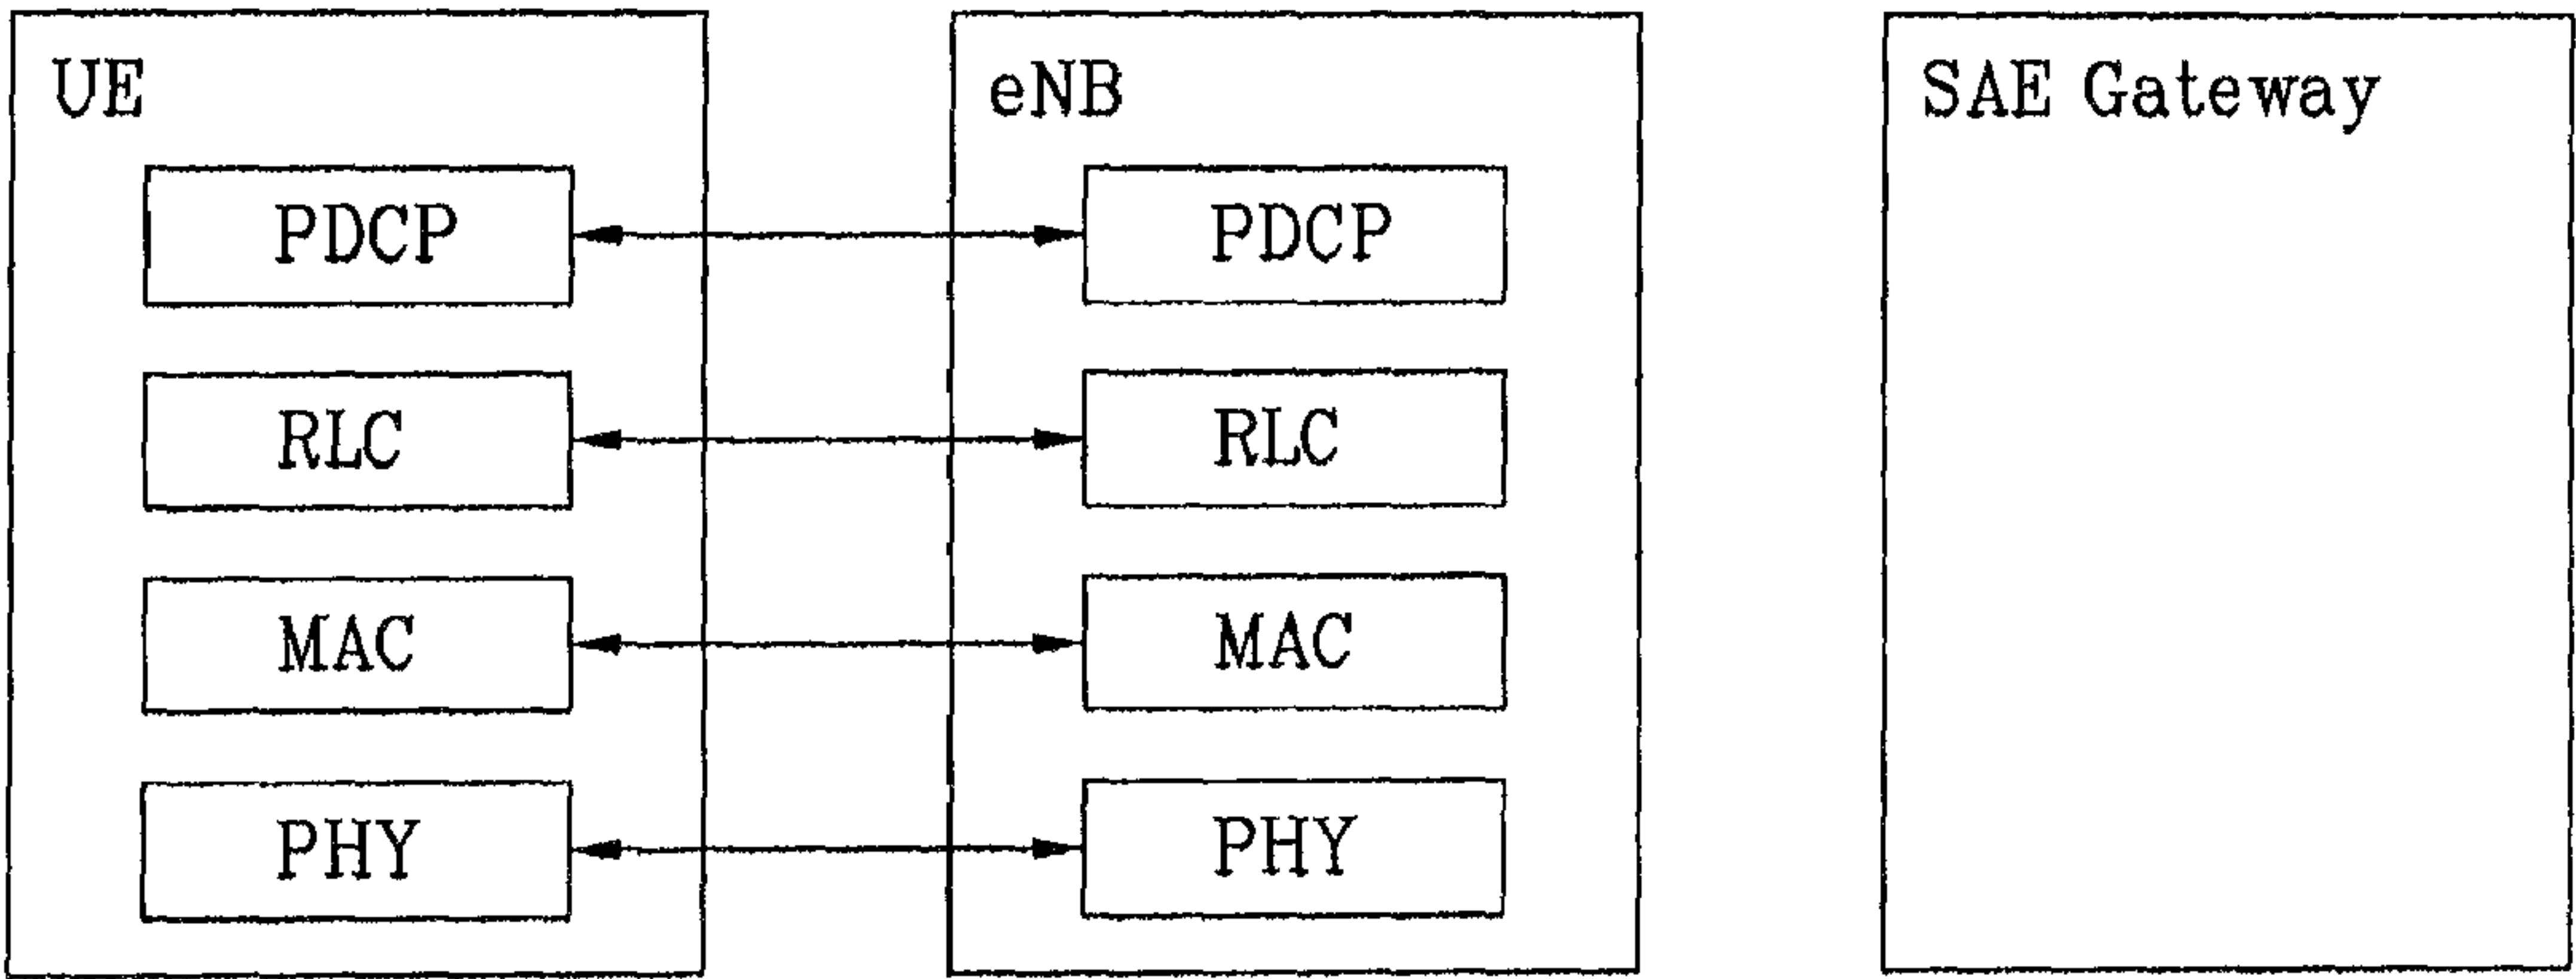 UE
eNB
SAE Gateway
PDCP
PDCP
RLC
RLC
MAC
MAC
PHY
PHY